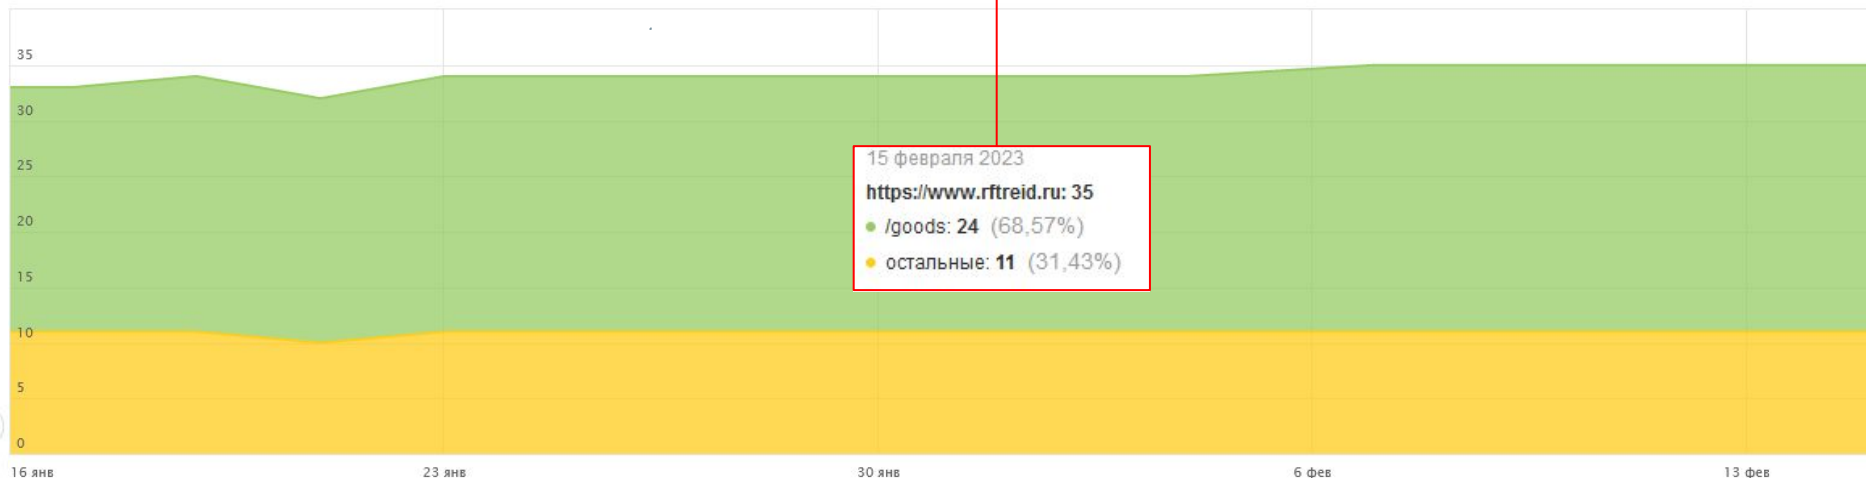 35
30
25
20
15
10
5
0
15 февраля 2023
https://www.rftreid.ru: 35
/goods: 24 (68,57%)
остальные: 11 (31,43%)
16 янв 23 янв 30 янв 6 фев 13 фев